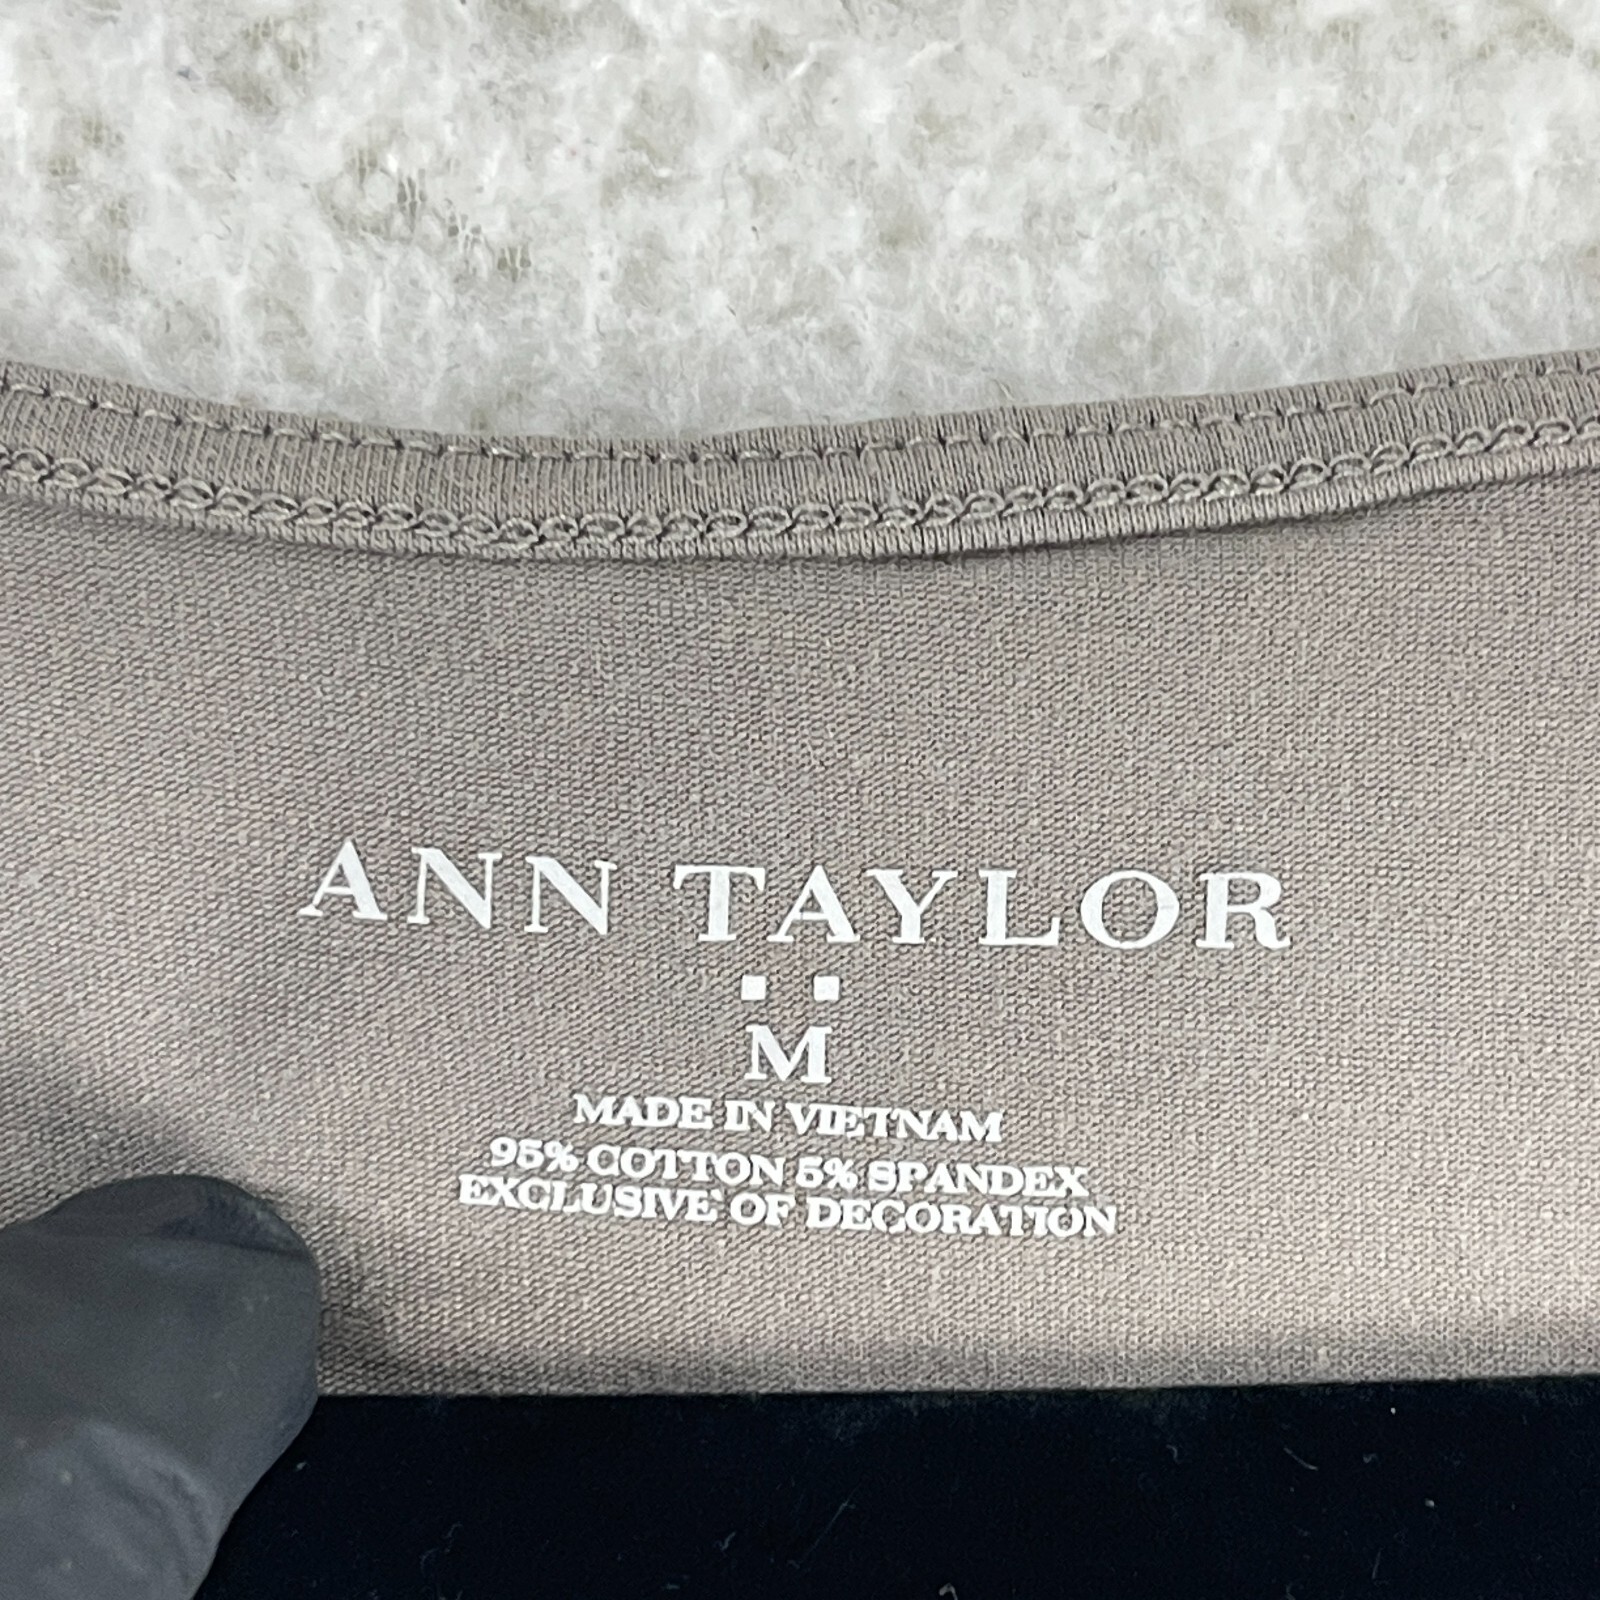 ANN TAYLOR
M
MADE IN VIETNAM
95% COTTON 5% SPANDEX
EXCLUSIVE OF DECORATION